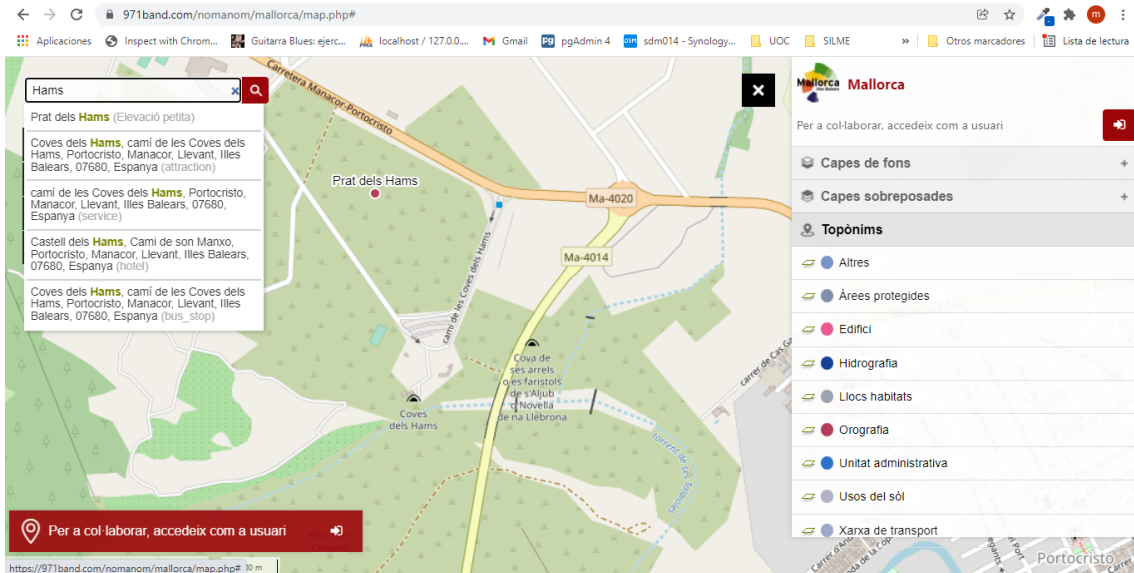 971band.com/nomanom/mallorca/map.php#
Aplicaciones
Inspect with Chrom...
Guitarra Blues: ejerc...
localhost / 127.0.0....
Gmail
pgAdmin 4
sdm014 - Synology...
UOC
SILME
»
Otros marcadores
Lista de lectura
Hams
Prat dels Hams (Elevació petita)
Coves dels Hams, camí de les Coves dels
Hams, Portocristo, Manacor, Llevant, Illes
Balears, 07680, Espanya (attraction)
camí de les Coves dels Hams, Portocristo,
Manacor, Llevant, Illes Balears, 07680,
Espanya (service)
Castell dels Hams, Cami de son Manxo,
Portocristo, Manacor, Llevant, Illes Balears,
07680, Espanya (hotel)
Coves dels Hams, camí de les Coves dels
Hams, Portocristo, Manacor, Llevant, Illes
Balears, 07680, Espanya (bus_stop)
Carretera Manacor-Portocristo
Prat dels Hams
Ma-4020
Ma-4014
camí de les Coves dels Hams
Cova de
ses arrels
o es faristols
de s'Aljub
o Novella
de na Llebrona
Coves
dels Hams
carrer de Cas
torrent de ses Talaioles
Per a col·laborar, accedeix com a usuari
https://971band.com/nomanom/mallorca/map.php#
00 m
Mallorca
Illes Balears
Mallorca
Per a col·laborar, accedeix com a usuari
Capes de fons +
Capes sobreposades +
Topònims
Altres
Àrees protegides
Edifici
Hidrografia
Llocs habitats
Orografia
Unitat administrativa
Usos del sòl
Xarxa de transport
Portocristo